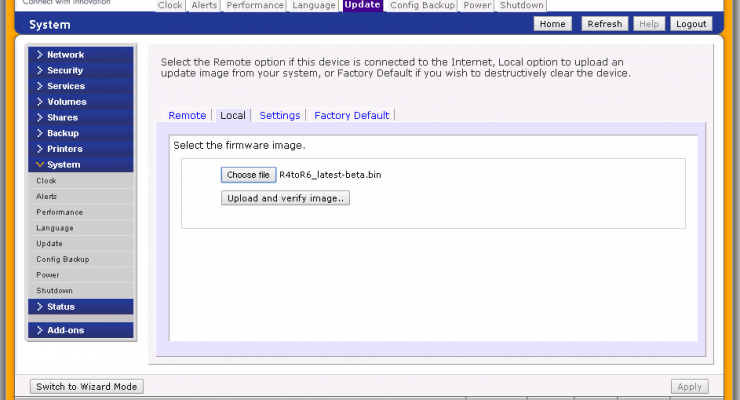 Connect with Innovation
Clock Alerts Performance Language Update Config Backup Power Shutdown
System Home Refresh Help Logout
Network
Security
Services
Volumes
Shares
Backup
Printers
System
Clock
Alerts
Performance
Language
Update
Config Backup
Power
Shutdown
Status
Add-ons
Select the Remote option if this device is connected to the Internet, Local option to upload an
update image from your system, or Factory Default if you wish to destructively clear the device.
Remote Local Settings Factory Default
Select the firmware image.
Choose file R4toR6_latest-beta.bin
Upload and verify image..
Switch to Wizard Mode Apply